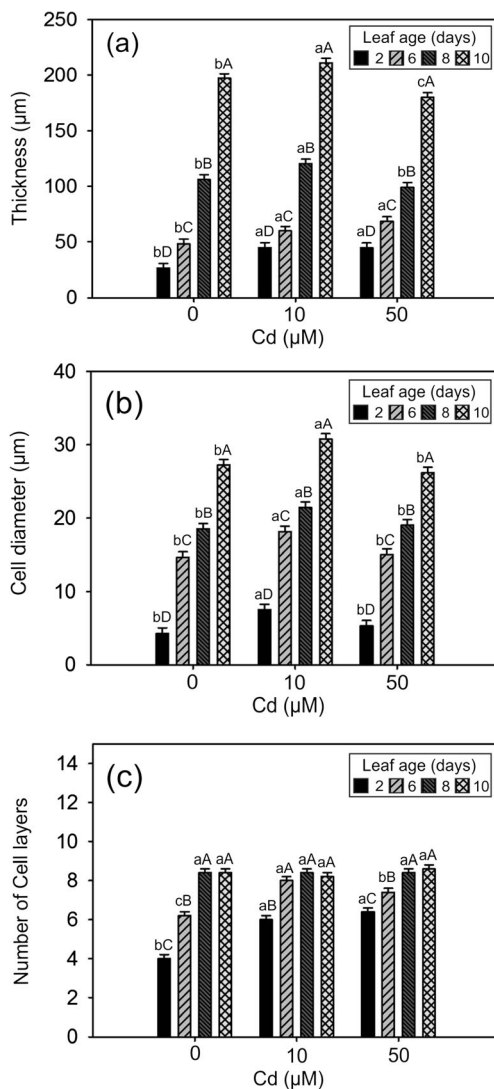 (a)
Leaf age (days)
2 6 8 10
Thickness (µm)
250
200
150
100
50
0
bD bC bB bA aD aC aB aA aD aC bB cA
0 10 50
Cd (µM)
(b)
Leaf age (days)
2 6 8 10
Cell diameter (µm)
40
30
20
10
0
bD bC bB bA aD aC aB aA bD bC bB bA
0 10 50
Cd (µM)
(c)
Leaf age (days)
2 6 8 10
Number of Cell layers
14
12
10
8
6
4
2
0
bC cB aA aA aB aA aA aA aC bB aA aA
0 10 50
Cd (µM)